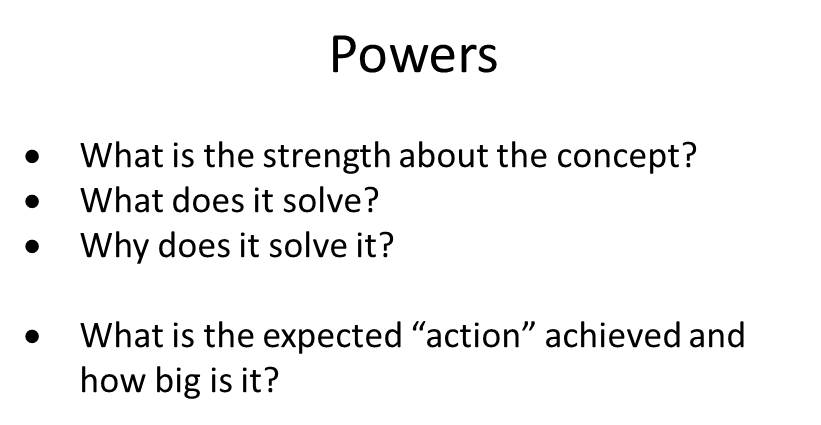 Powers
• What is the strength about the concept?
• What does it solve?
• Why does it solve it?
• What is the expected “action” achieved and
how big is it?